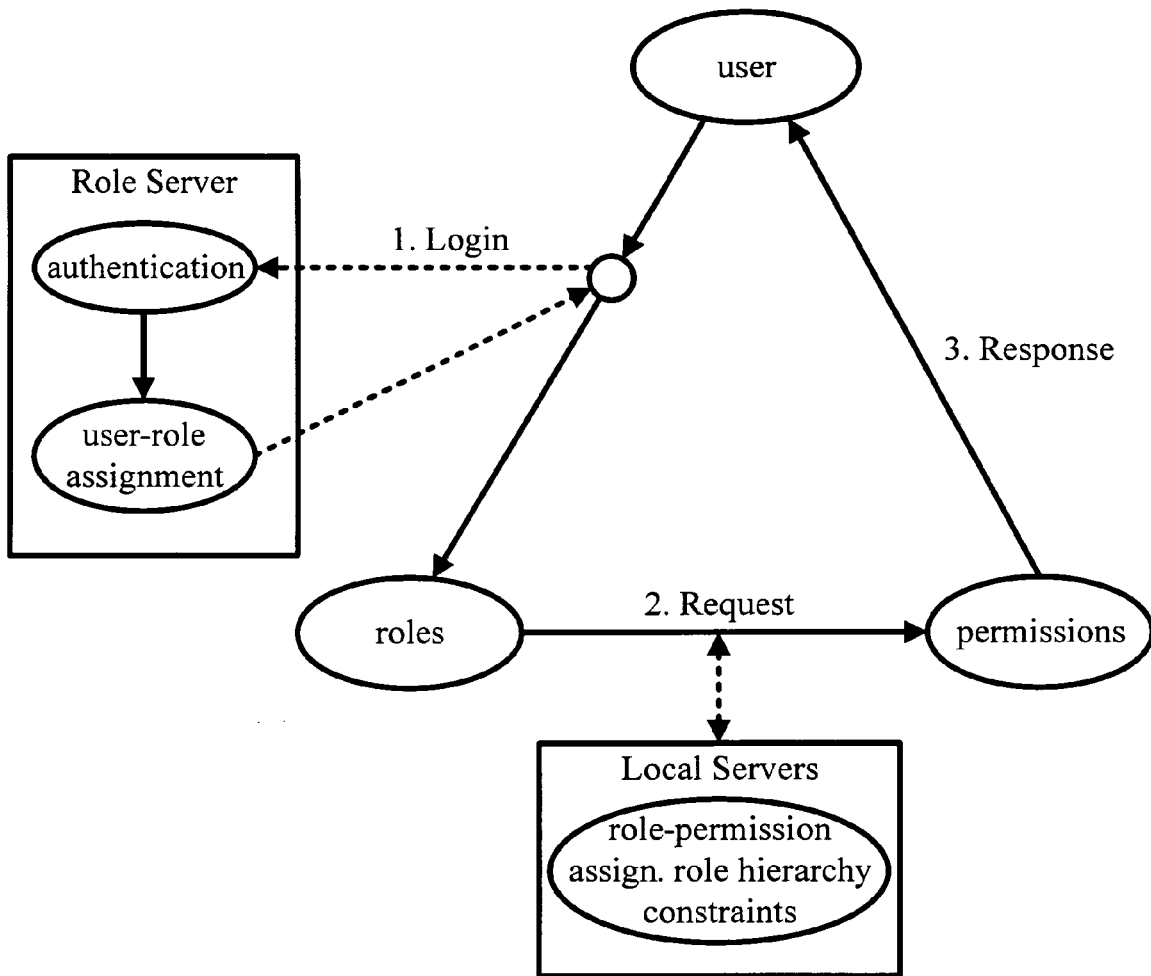 user
Role Server
authentication
1. Login
user-role
assignment
3. Response
roles
2. Request
permissions
Local Servers
role-permission
assign. role hierarchy
constraints